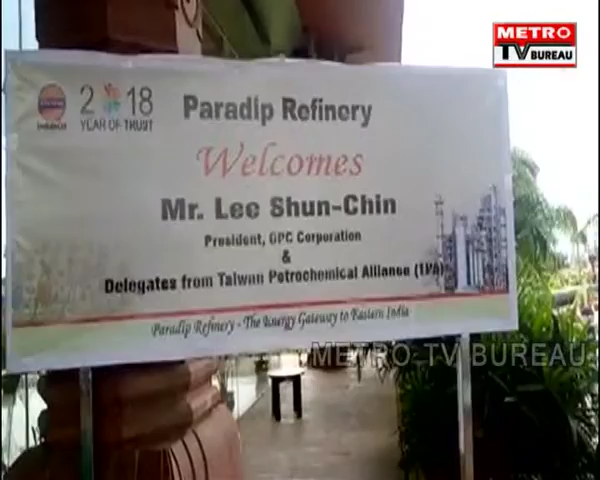 METRO
TV BUREAU
2018
YEAR OF TRUST
Paradip Refinery
Welcomes
Mr. Lee Shun-Chin
President, OPC Corporation
&
Delegates from Taiwan Petrochemical Alliance (TPA)
Paradip Refinery - The Energy Gateway to Eastern India
METRO TV BUREAU